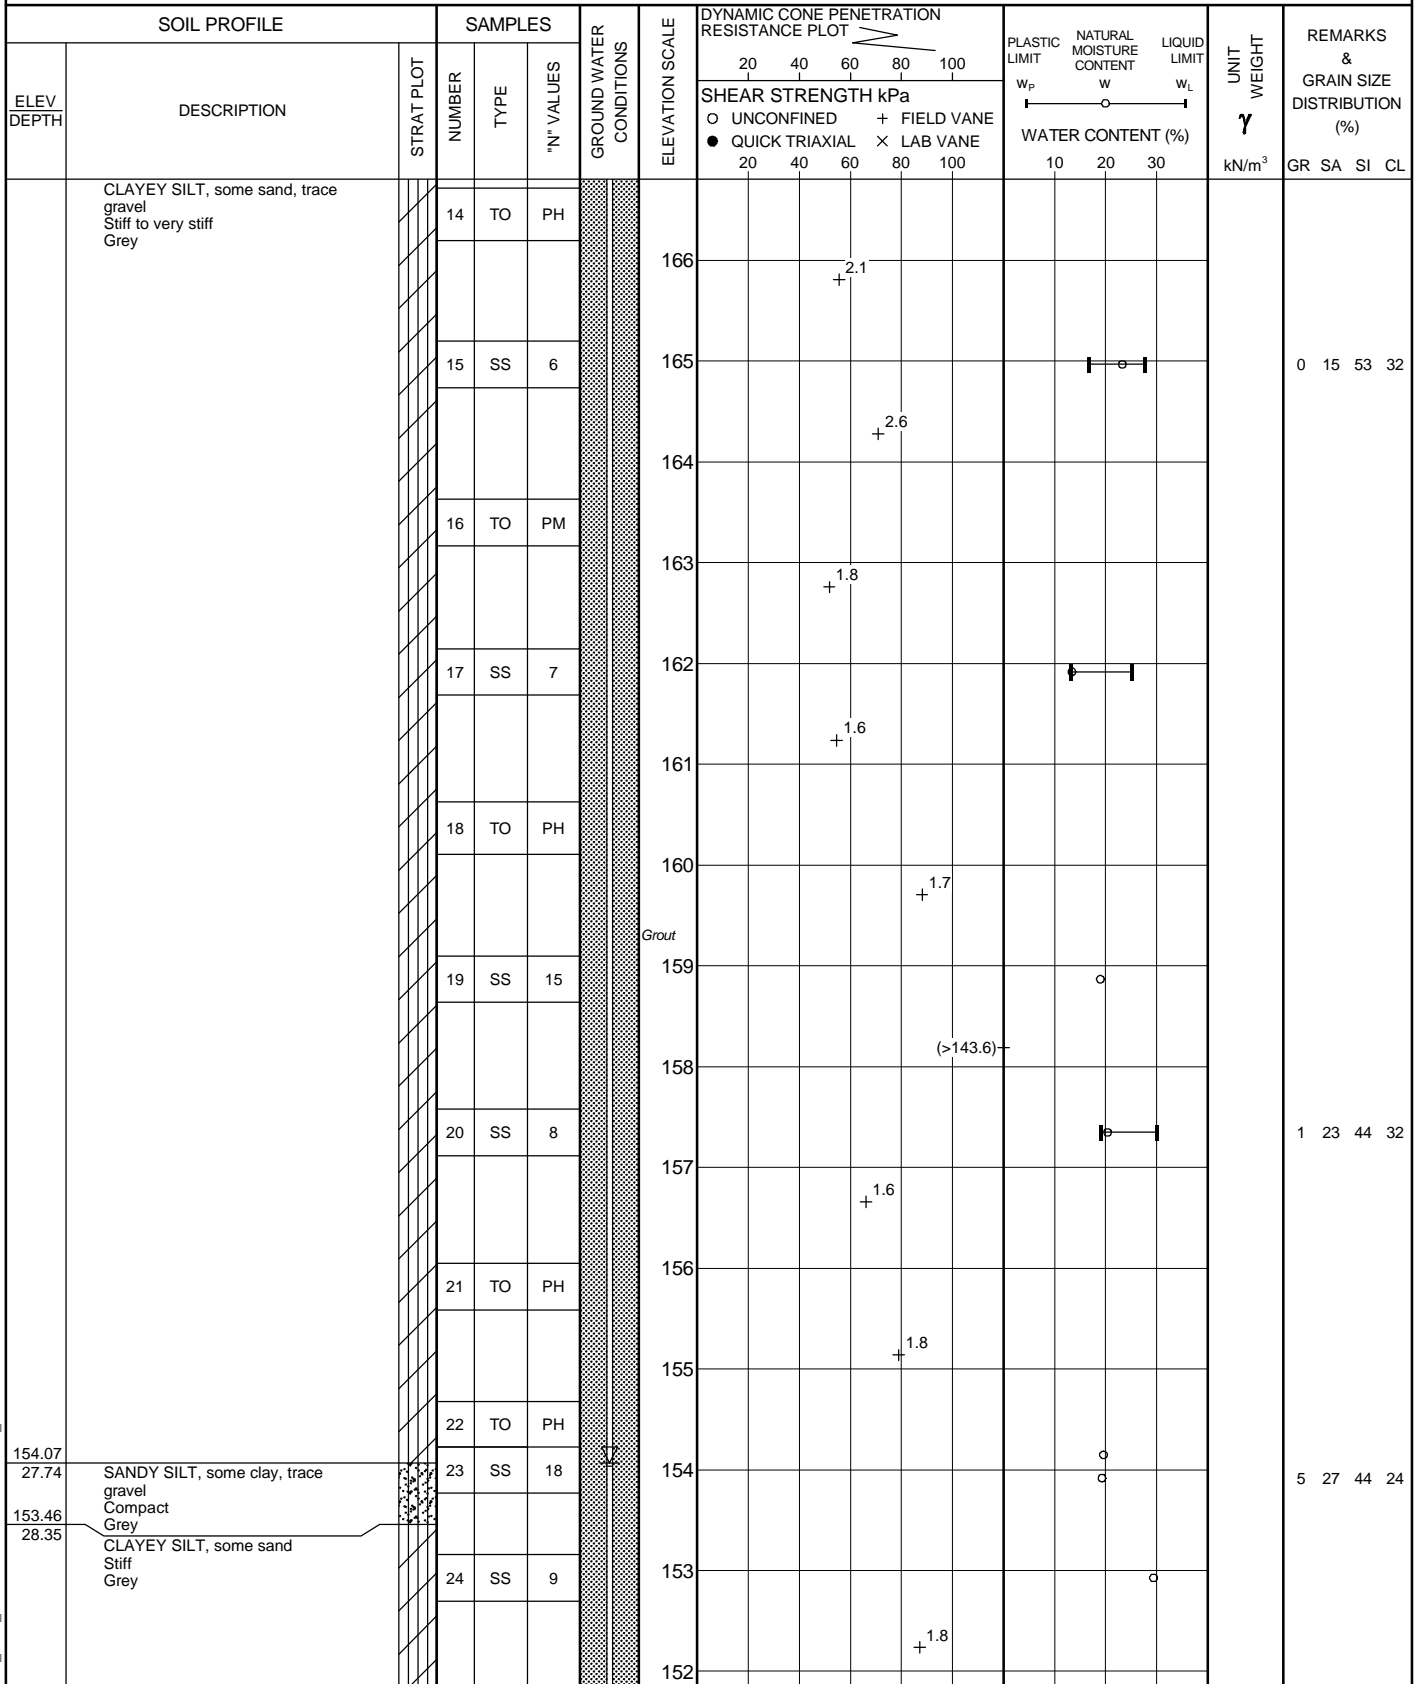 SOIL PROFILE
SAMPLES
GROUND WATER
CONDITIONS
ELEVATION SCALE
DYNAMIC CONE PENETRATION
RESISTANCE PLOT
20 40 60 80 100
SHEAR STRENGTH kPa
○ UNCONFINED + FIELD VANE
● QUICK TRIAXIAL × LAB VANE
20 40 60 80 100
PLASTIC
LIMIT
NATURAL
MOISTURE
CONTENT
LIQUID
LIMIT
WP W WL
WATER CONTENT (%)
10 20 30
UNIT
WEIGHT
γ
kN/m³
REMARKS
&
GRAIN SIZE
DISTRIBUTION
(%)
GR SA SI CL
ELEV
DEPTH
DESCRIPTION
STRAT PLOT
NUMBER
TYPE
"N" VALUES
CLAYEY SILT, some sand, trace
gravel
Stiff to very stiff
Grey
14 TO PH
166
2.1
15 SS 6
165
0 15 53 32
2.6
164
16 TO PM
163
1.8
17 SS 7
162
1.6
161
18 TO PH
160
1.7
Grout
159
19 SS 15
(>143.6)
158
20 SS 8
1 23 44 32
157
1.6
156
21 TO PH
1.8
155
22 TO PH
154.07
27.74
SANDY SILT, some clay, trace
gravel
Compact
Grey
23 SS 18
154
5 27 44 24
153.46
28.35
CLAYEY SILT, some sand
Stiff
Grey
24 SS 9
153
1.8
152